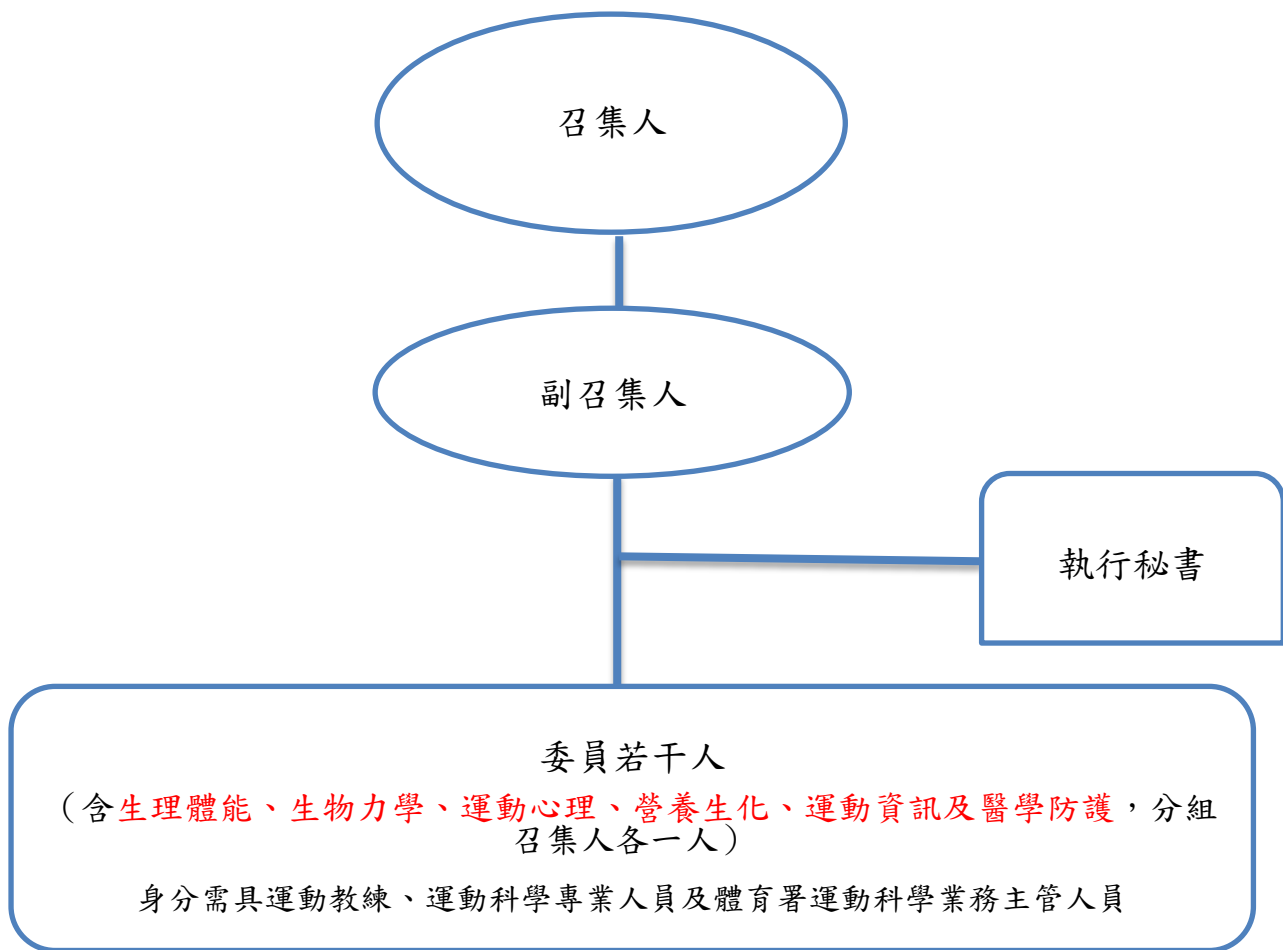 召集人
副召集人
執行秘書
委員若干人
（含生理體能、生物力學、運動心理、營養生化、運動資訊及醫學防護，分組
召集人各一人）
身分需具運動教練、運動科學專業人員及體育署運動科學業務主管人員